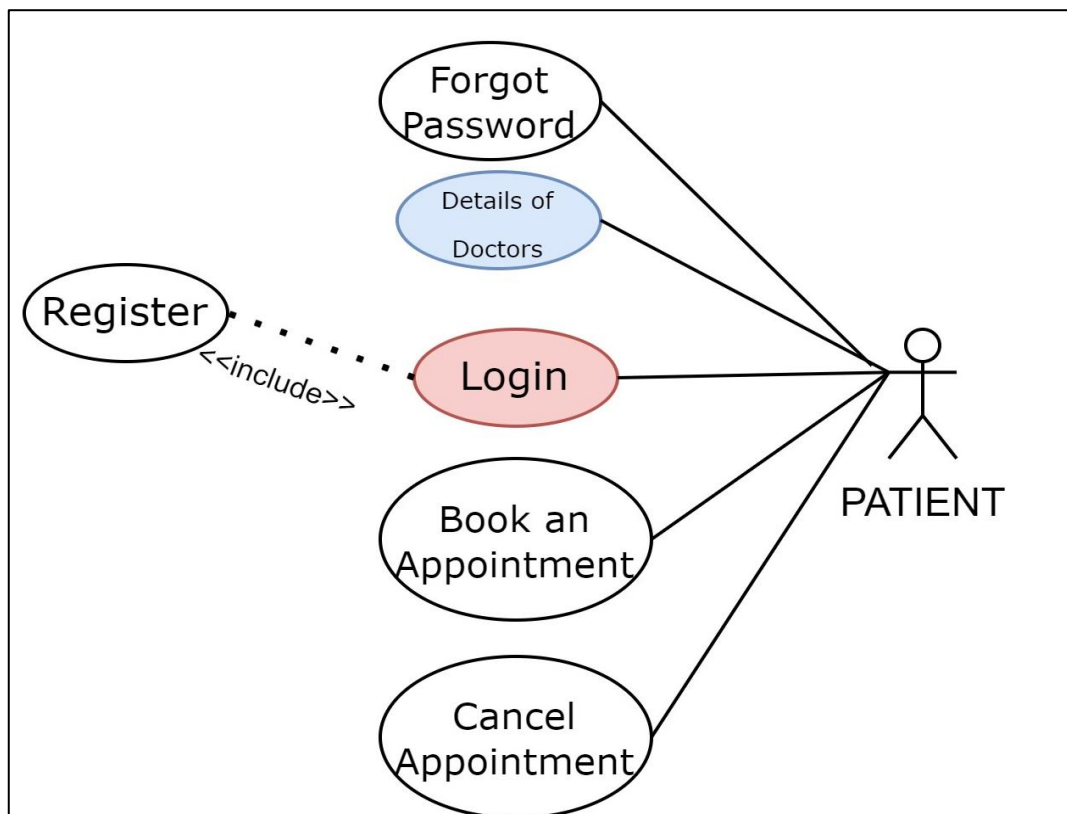 Forgot
Password
Details of
Doctors
Register
<<include>>
Login
Book an
Appointment
PATIENT
Cancel
Appointment